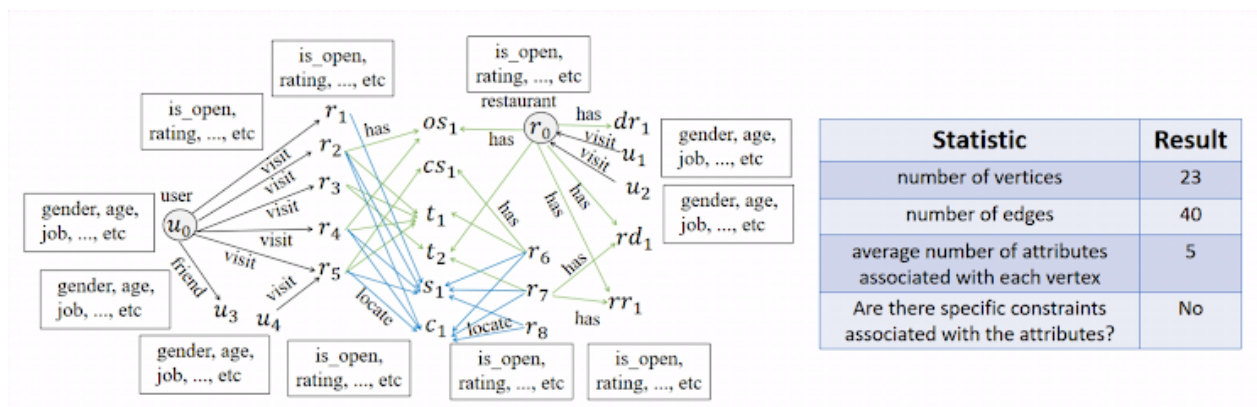 is_open,
rating, ..., etc
is_open,
rating, ..., etc
is_open,
rating, ..., etc
restaurant
r₁
has
os₁
has
r₀
has
dr₁
visit
u₁
visit
u₂
gender, age,
job, ..., etc
gender, age,
job, ..., etc
user
gender, age,
job, ..., etc
u₀
visit
visit
visit
visit
visit
r₂
r₃
r₄
r₅
cs₁
t₁
t₂
s₁
c₁
has
has
has
r₆
r₇
r₈
has
has
rd₁
rr₁
friend
u₃
visit
u₄
locate
locate
gender, age,
job, ..., etc
gender, age,
job, ..., etc
is_open,
rating, ..., etc
is_open,
rating, ..., etc
is_open,
rating, ..., etc
Statistic Result
number of vertices 23
number of edges 40
average number of attributes
associated with each vertex 5
Are there specific constraints
associated with the attributes? No